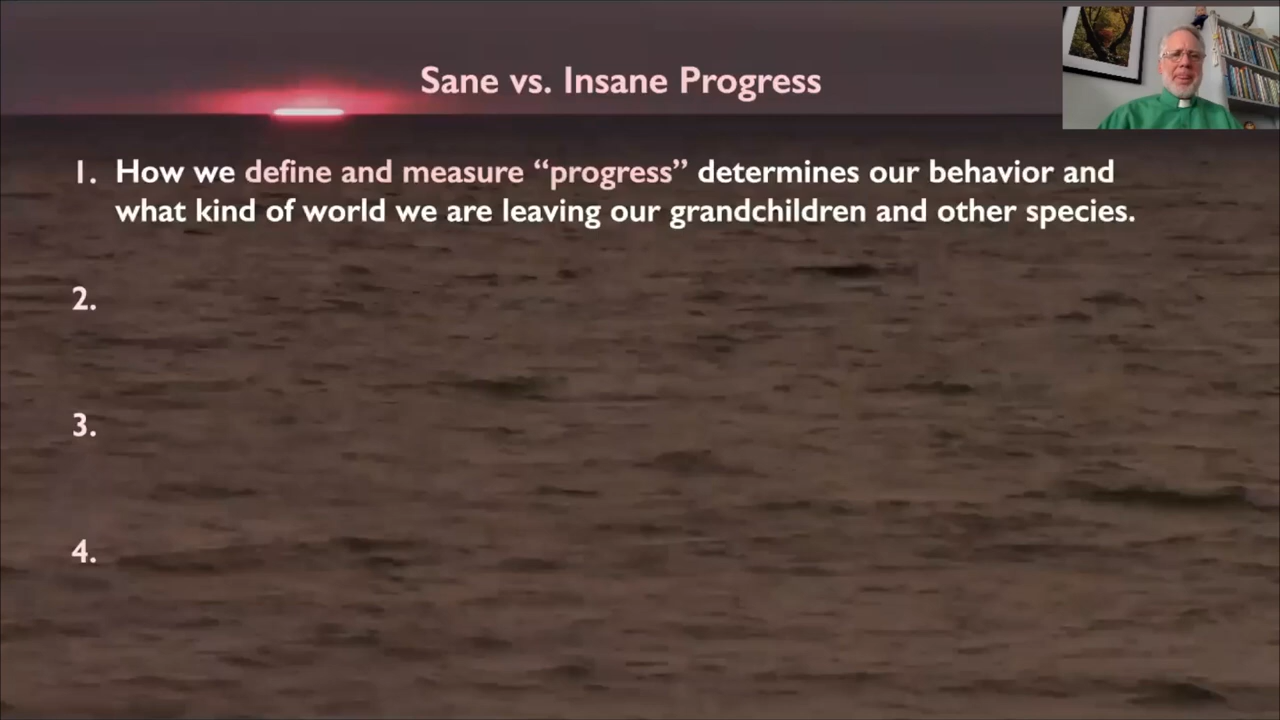 Sane vs. Insane Progress
1. How we define and measure “progress” determines our behavior and
what kind of world we are leaving our grandchildren and other species.
2.
3.
4.